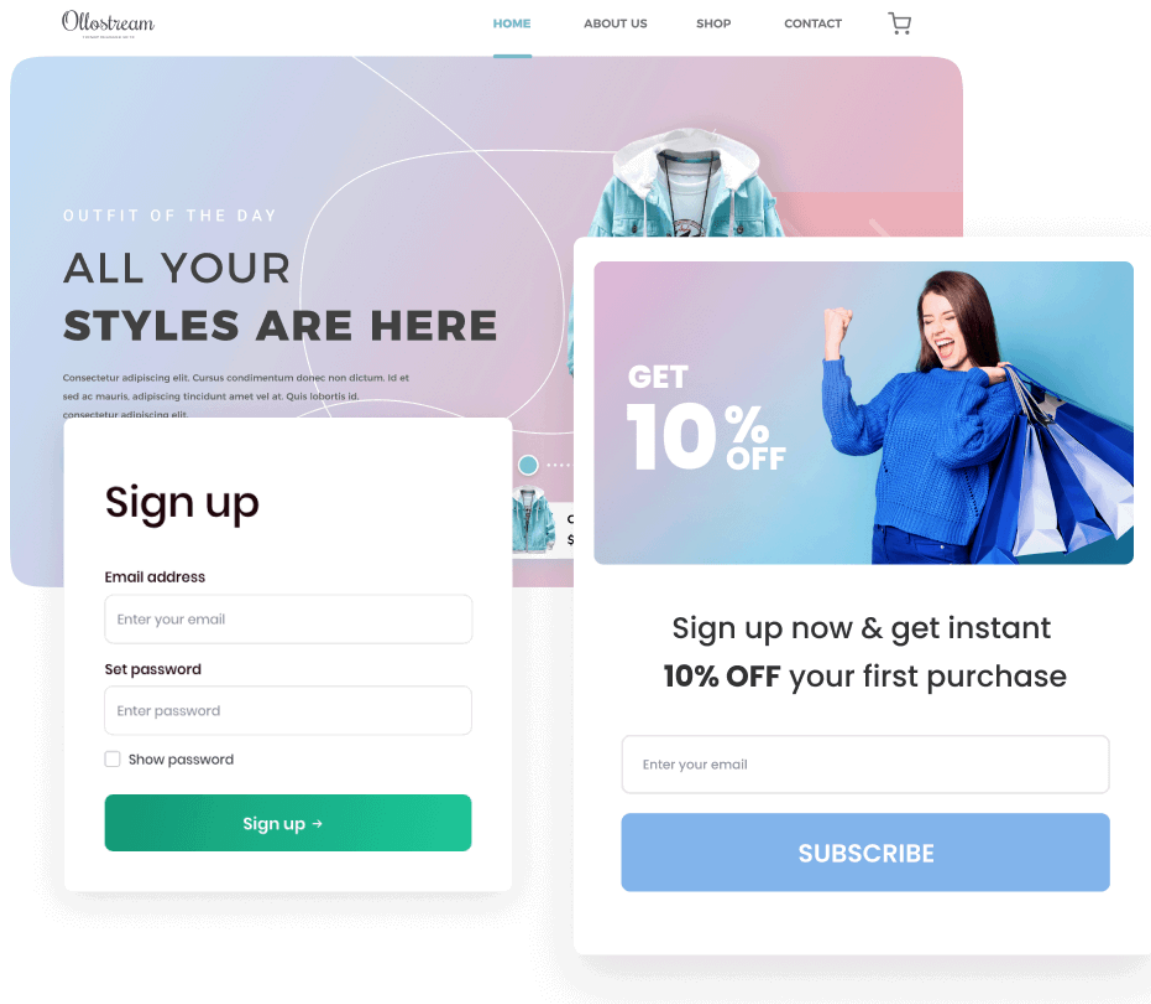 Ollostream
HOME
ABOUT US
SHOP
CONTACT
OUTFIT OF THE DAY
ALL YOUR
STYLES ARE HERE
Consectetur adipiscing elit. Cursus condimentum donec non dictum. Id et
sed ac mauris, adipiscing tincidunt amet vel at. Quis lobortis id.
consectetur adipiscing elit.
$
Sign up
Email address
Enter your email
Set password
Enter password
Show password
Sign up →
GET
10%
OFF
Sign up now & get instant
10% OFF your first purchase
Enter your email
SUBSCRIBE